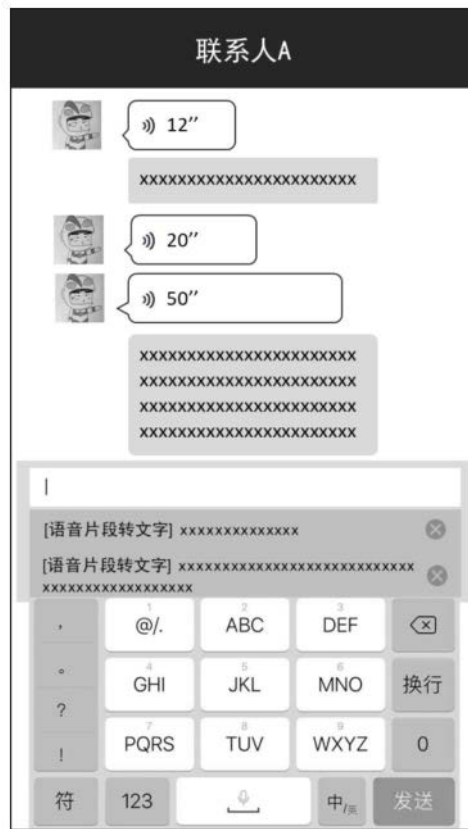 联系人A
12’’
xxxxxxxxxxxxxxxxxxxxxxx
20’’
50’’
xxxxxxxxxxxxxxxxxxxxxxx
xxxxxxxxxxxxxxxxxxxxxxx
xxxxxxxxxxxxxxxxxxxxxxx
xxxxxxxxxxxxxxxxxxxxxxx
[语音片段转文字] xxxxxxxxxxxxxx
[语音片段转文字] xxxxxxxxxxxxxxxxxxxxxxxxxxxx
xxxxxxxxxxxxxxxxxx
, 1 @/. 2 ABC 3 DEF
。 4 GHI 5 JKL 6 MNO 换行
?
! 7 PQRS 8 TUV 9 WXYZ 0
符 123 中/英 发送